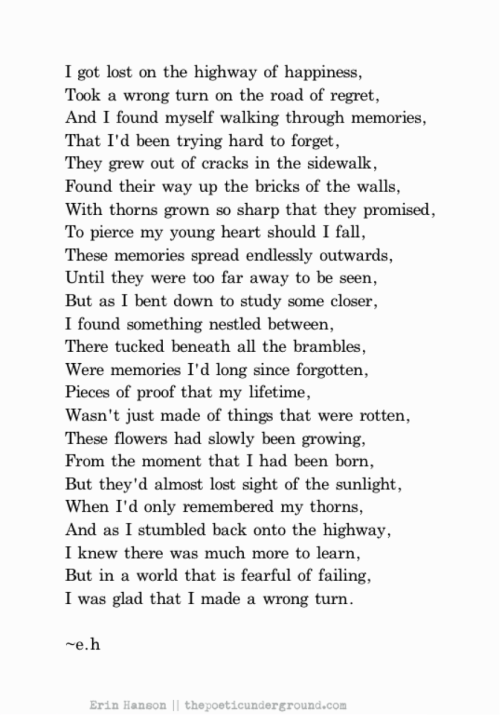 I got lost on the highway of happiness,
Took a wrong turn on the road of regret,
And I found myself walking through memories,
That I'd been trying hard to forget,
They grew out of cracks in the sidewalk,
Found their way up the bricks of the walls,
With thorns grown so sharp that they promised,
To pierce my young heart should I fall,
These memories spread endlessly outwards,
Until they were too far away to be seen,
But as I bent down to study some closer,
I found something nestled between,
There tucked beneath all the brambles,
Were memories I'd long since forgotten,
Pieces of proof that my lifetime,
Wasn't just made of things that were rotten,
These flowers had slowly been growing,
From the moment that I had been born,
But they'd almost lost sight of the sunlight,
When I'd only remembered my thorns,
And as I stumbled back onto the highway,
I knew there was much more to learn,
But in a world that is fearful of failing,
I was glad that I made a wrong turn.
~e.h
Erin Hanson || thepoeticunderground.com